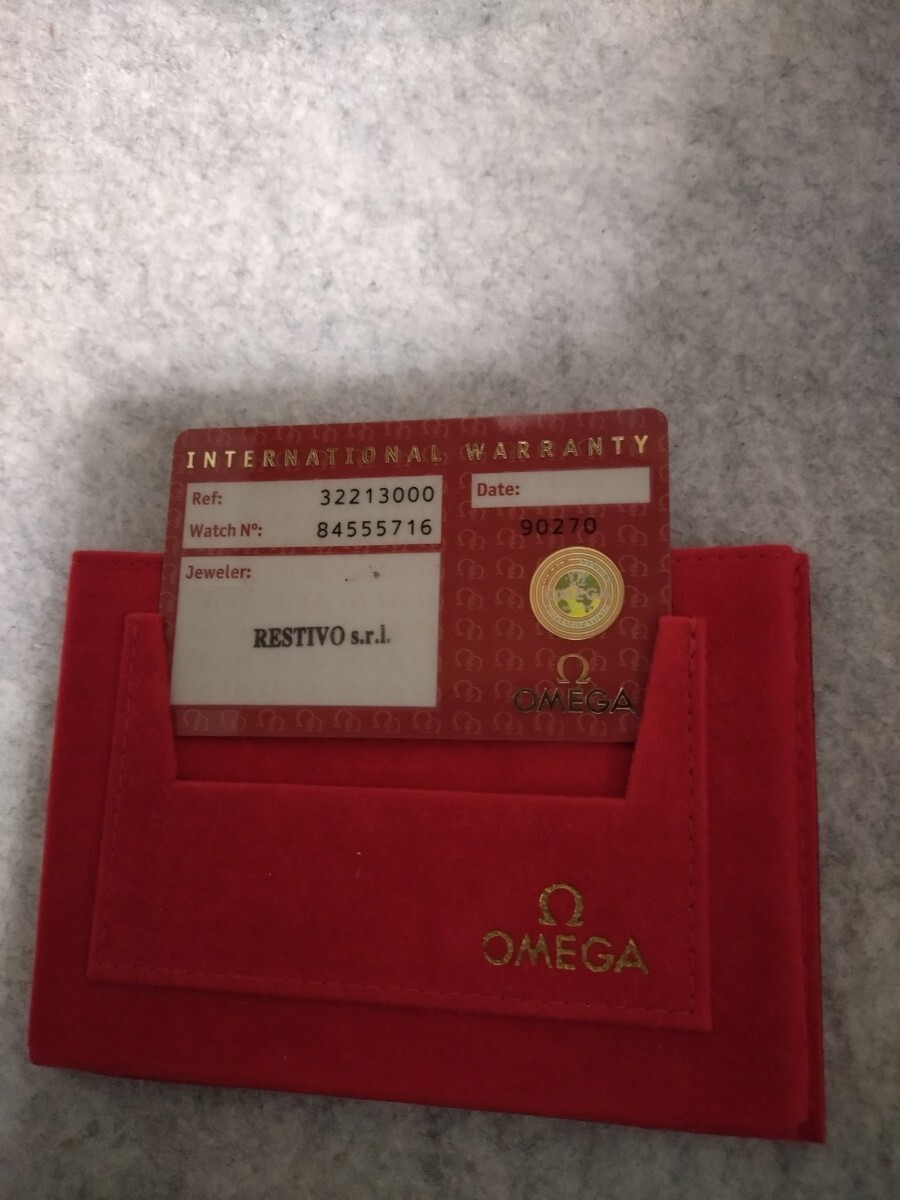 INTERNATIONAL WARRANTY
Ref: 32213000
Watch Nº: 84555716
Date:
90270
Jeweler:
RESTIVO s.r.l.
Ω
OMEGA
Ω
OMEGA